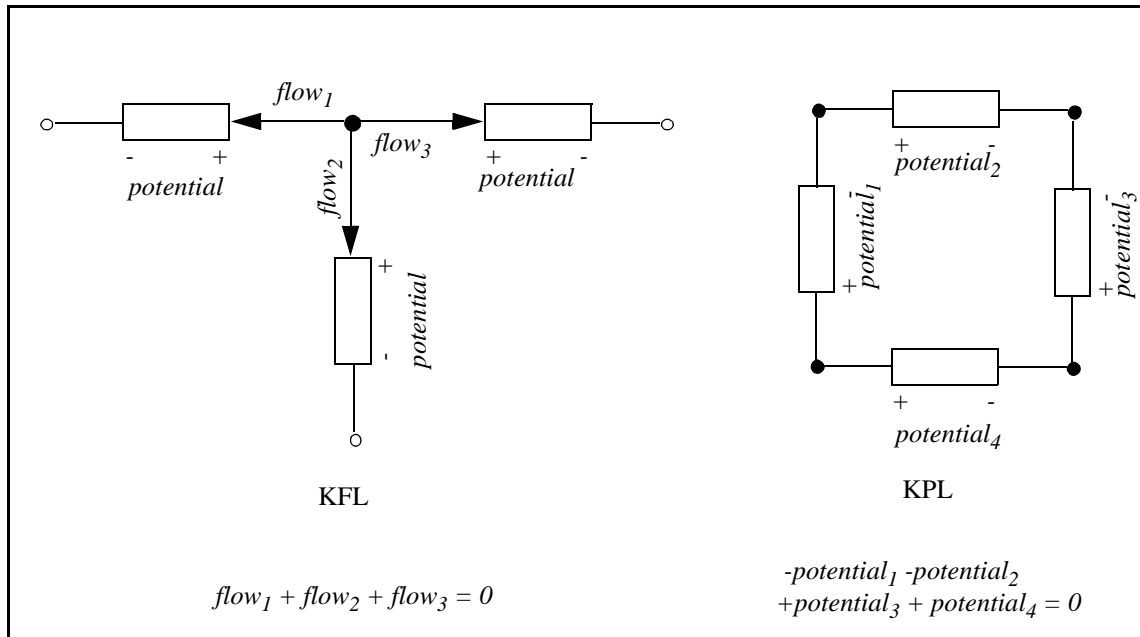 flow1
flow3
flow2
- +
potential
+ -
potential
+
potential
-
KFL
flow1 + flow2 + flow3 = 0
+ -
potential2
-
potential1
+
-
potential3
+
+ -
potential4
KPL
-potential1 -potential2
+potential3 + potential4 = 0